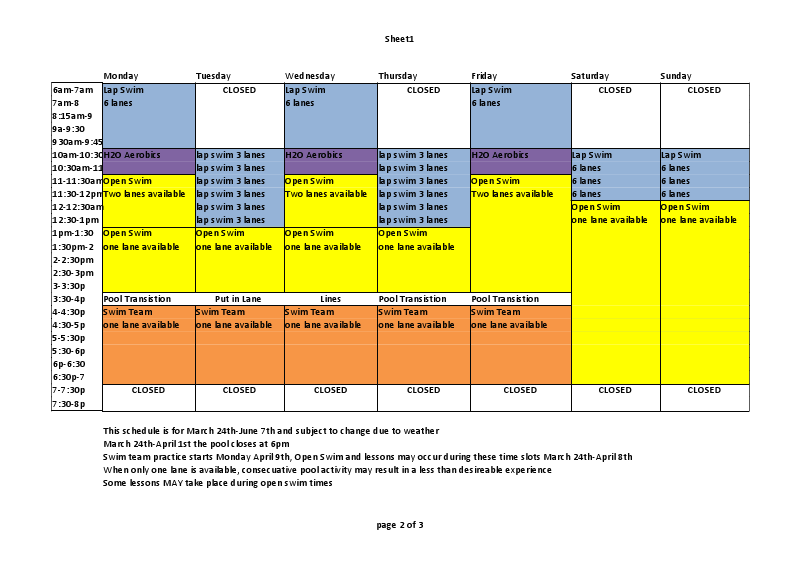 Sheet1
Monday Tuesday Wednesday Thursday Friday Saturday Sunday
6am-7am Lap Swim CLOSED Lap Swim CLOSED Lap Swim CLOSED CLOSED
7am-8 6 lanes 6 lanes 6 lanes
8:15am-9
9a-9:30
930am-9:45
10am-10:30 H2O Aerobics lap swim 3 lanes H2O Aerobics lap swim 3 lanes H2O Aerobics Lap Swim Lap Swim
10:30am-11 lap swim 3 lanes lap swim 3 lanes 6 lanes 6 lanes
11-11:30am Open Swim lap swim 3 lanes Open Swim lap swim 3 lanes Open Swim 6 lanes 6 lanes
11:30-12pm Two lanes available lap swim 3 lanes Two lanes available lap swim 3 lanes Two lanes available 6 lanes 6 lanes
12-12:30am lap swim 3 lanes lap swim 3 lanes Open Swim Open Swim
12:30-1pm lap swim 3 lanes lap swim 3 lanes one lane available one lane available
1pm-1:30 Open Swim Open Swim Open Swim Open Swim
1:30pm-2 one lane available one lane available one lane available one lane available
2-2:30pm
2:30-3pm
3-3:30p
3:30-4p Pool Transistion Put in Lane Lines Pool Transistion Pool Transistion
4-4:30p Swim Team Swim Team Swim Team Swim Team Swim Team
4:30-5p one lane available one lane available one lane available one lane available one lane available
5-5:30p
5:30-6p
6p-6:30
6:30p-7
7-7:30p CLOSED CLOSED CLOSED CLOSED CLOSED CLOSED CLOSED
7:30-8p
This schedule is for March 24th-June 7th and subject to change due to weather
March 24th-April 1st the pool closes at 6pm
Swim team practice starts Monday April 9th, Open Swim and lessons may occur during these time slots March 24th-April 8th
When only one lane is available, consecuative pool activity may result in a less than desireable experience
Some lessons MAY take place during open swim times
page 2 of 3